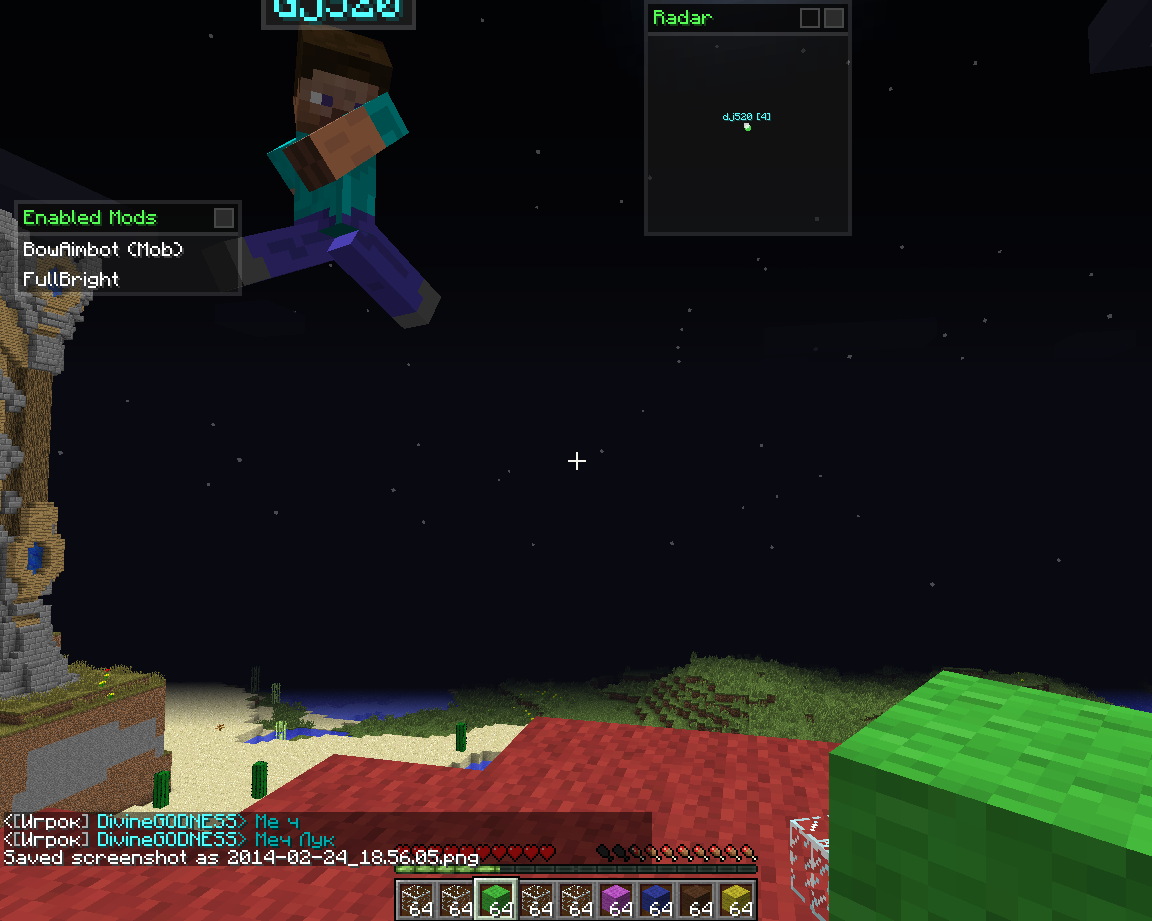 dj520
Radar
dj520 [4]
Enabled Mods
BowAimbot (Mob)
FullBright
<[Игрок] DivineGODNESS> Ме ч
<[Игрок] DivineGODNESS> Меч Лук
Saved screenshot as 2014-02-24_18.56.05.png
64 64 64 64 64 64 64 64 64